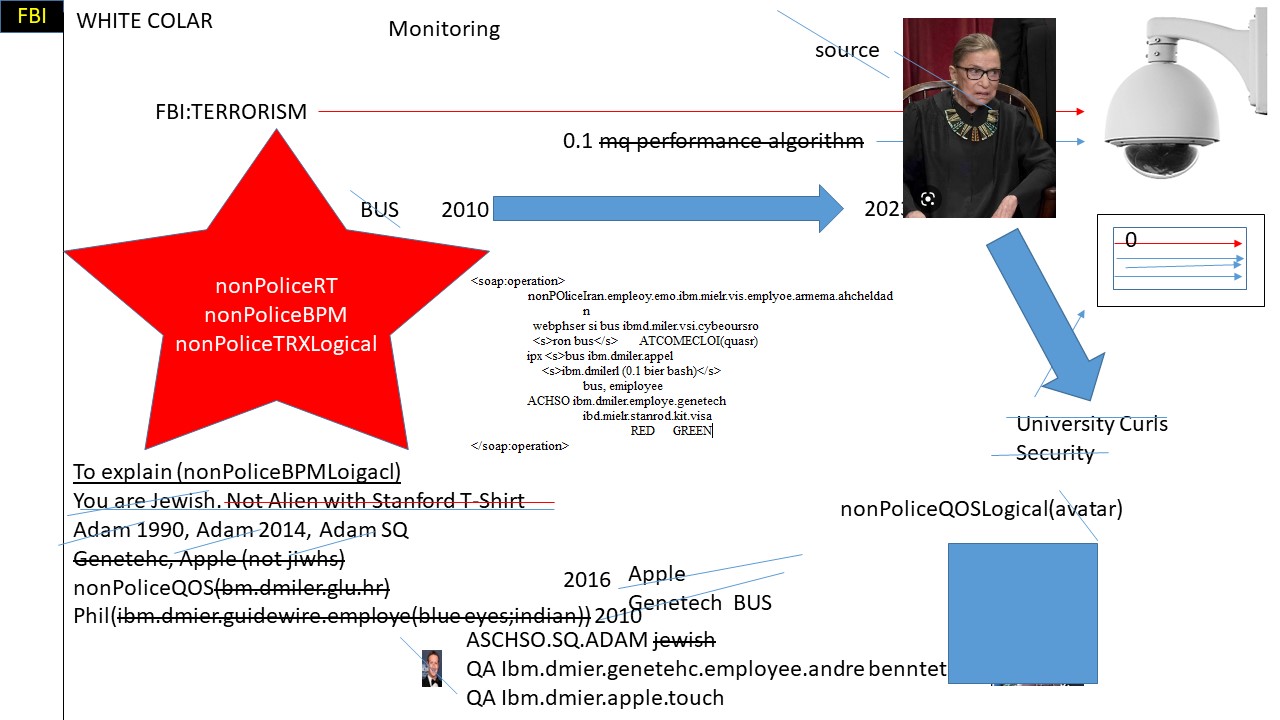 FBI
WHITE COLAR
Monitoring
source
FBI:TERRORISM
0.1 mq performance algorithm
BUS
2010
202
0
nonPoliceRT
nonPoliceBPM
nonPoliceTRXLogical
<soap:operation>
nonPOliceIran.emploey.emo.ibm.mielr.vis.emplyoe.armema.ahcheldad
n
webphser si bus ibmd.miler.vsi.cybeoursro
<s>ron bus</s> ATCOMECLOI(quasr)
ipx <s>bus ibm.dmiler.appel
<s>ibm.dmilerl (0.1 bier bash)</s>
bus, emiployee
ACHSO ibm.dmiler.employe.genetech
ibd.mielr.stanrod.kit.visa
RED GREEN
</soap:operation>
University Curls
Security
To explain (nonPoliceBPMLoigacl)
You are Jewish. Not Alien with Stanford T-Shirt
Adam 1990, Adam 2014, Adam SQ
Genetehc, Apple (not jiwhs)
nonPoliceQOS(bm.dmiler.glu.hr)
Phil(ibm.dmier.guidewire.employe(blue eyes;indian)) 2010
nonPoliceQOSLogical(avatar)
2016
Apple
Genetech BUS
ASCHSO.SQ.ADAM jewish
QA Ibm.dmier.genetehc.employee.andre benntet
QA Ibm.dmier.apple.touch